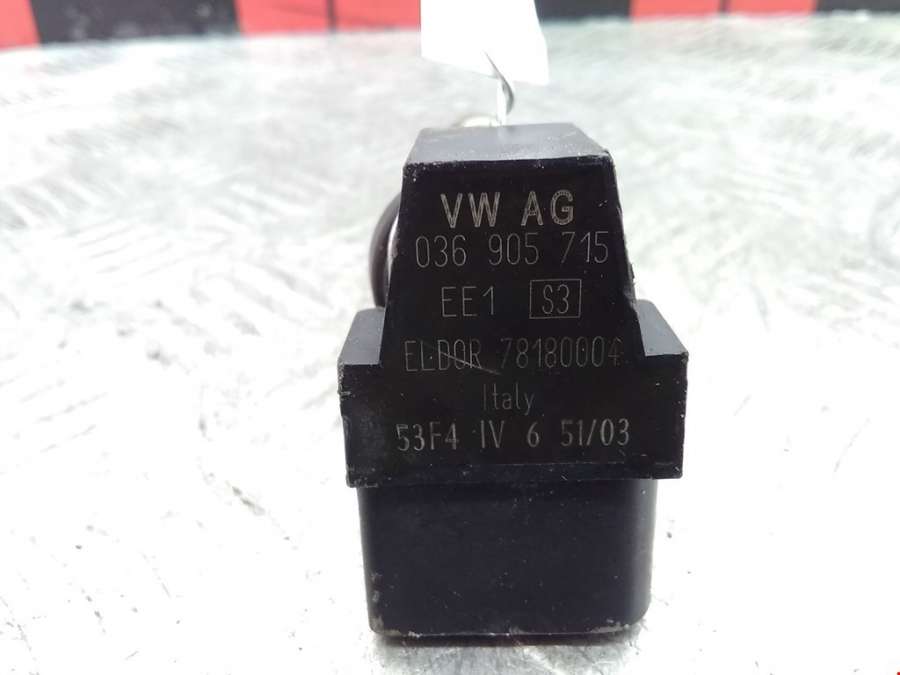 VW AG
036 905 715
EE1 S3
ELDOR 78180004
Italy
53F4 IV 6 51/03